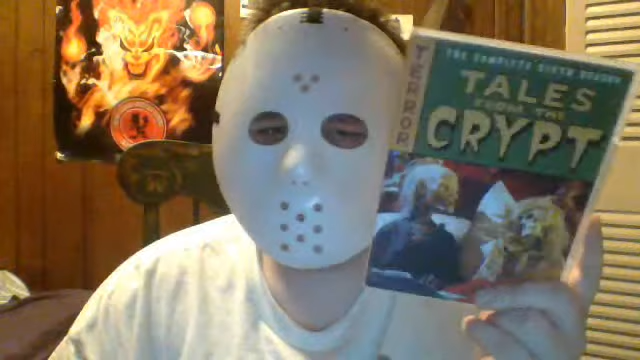 TERROR
THE COMPLETE SIXTH SEASON
TALES
FROM THE
CRYPT